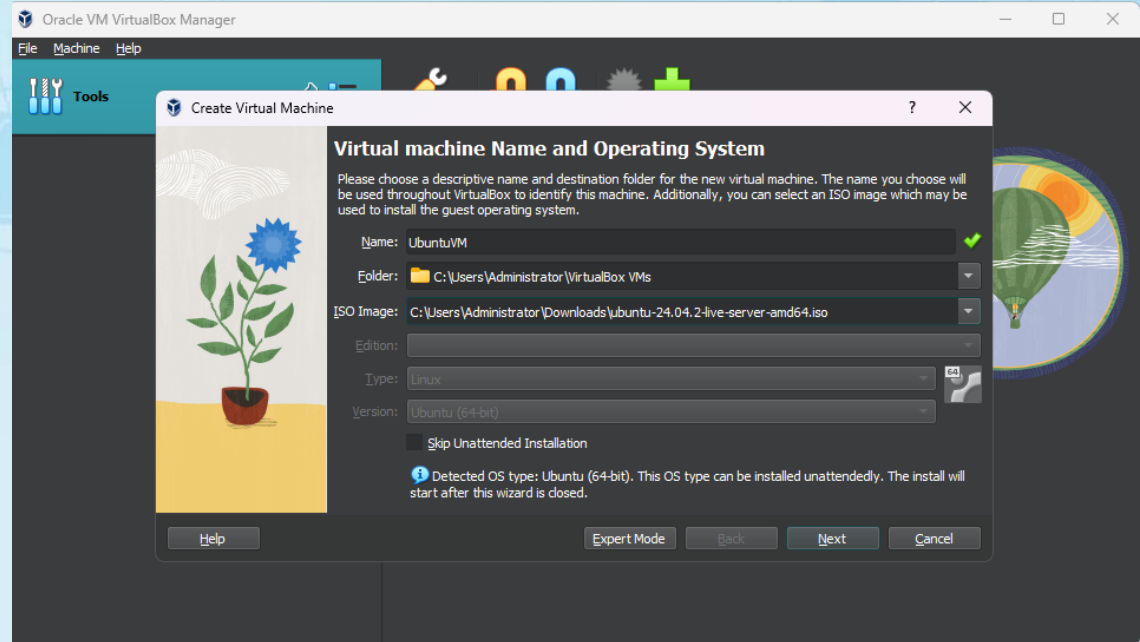 Oracle VM VirtualBox Manager
File Machine Help
Tools
Create Virtual Machine
?
Virtual machine Name and Operating System
Please choose a descriptive name and destination folder for the new virtual machine. The name you choose will
be used throughout VirtualBox to identify this machine. Additionally, you can select an ISO image which may be
used to install the guest operating system.
Name: UbuntuVM
Folder: C:\Users\Administrator\VirtualBox VMs
ISO Image: C:\Users\Administrator\Downloads\ubuntu-24.04.2-live-server-amd64.iso
Edition:
Type: Linux
64
Version: Ubuntu (64-bit)
Skip Unattended Installation
Detected OS type: Ubuntu (64-bit). This OS type can be installed unattendedly. The install will
start after this wizard is closed.
Help Expert Mode Back Next Cancel